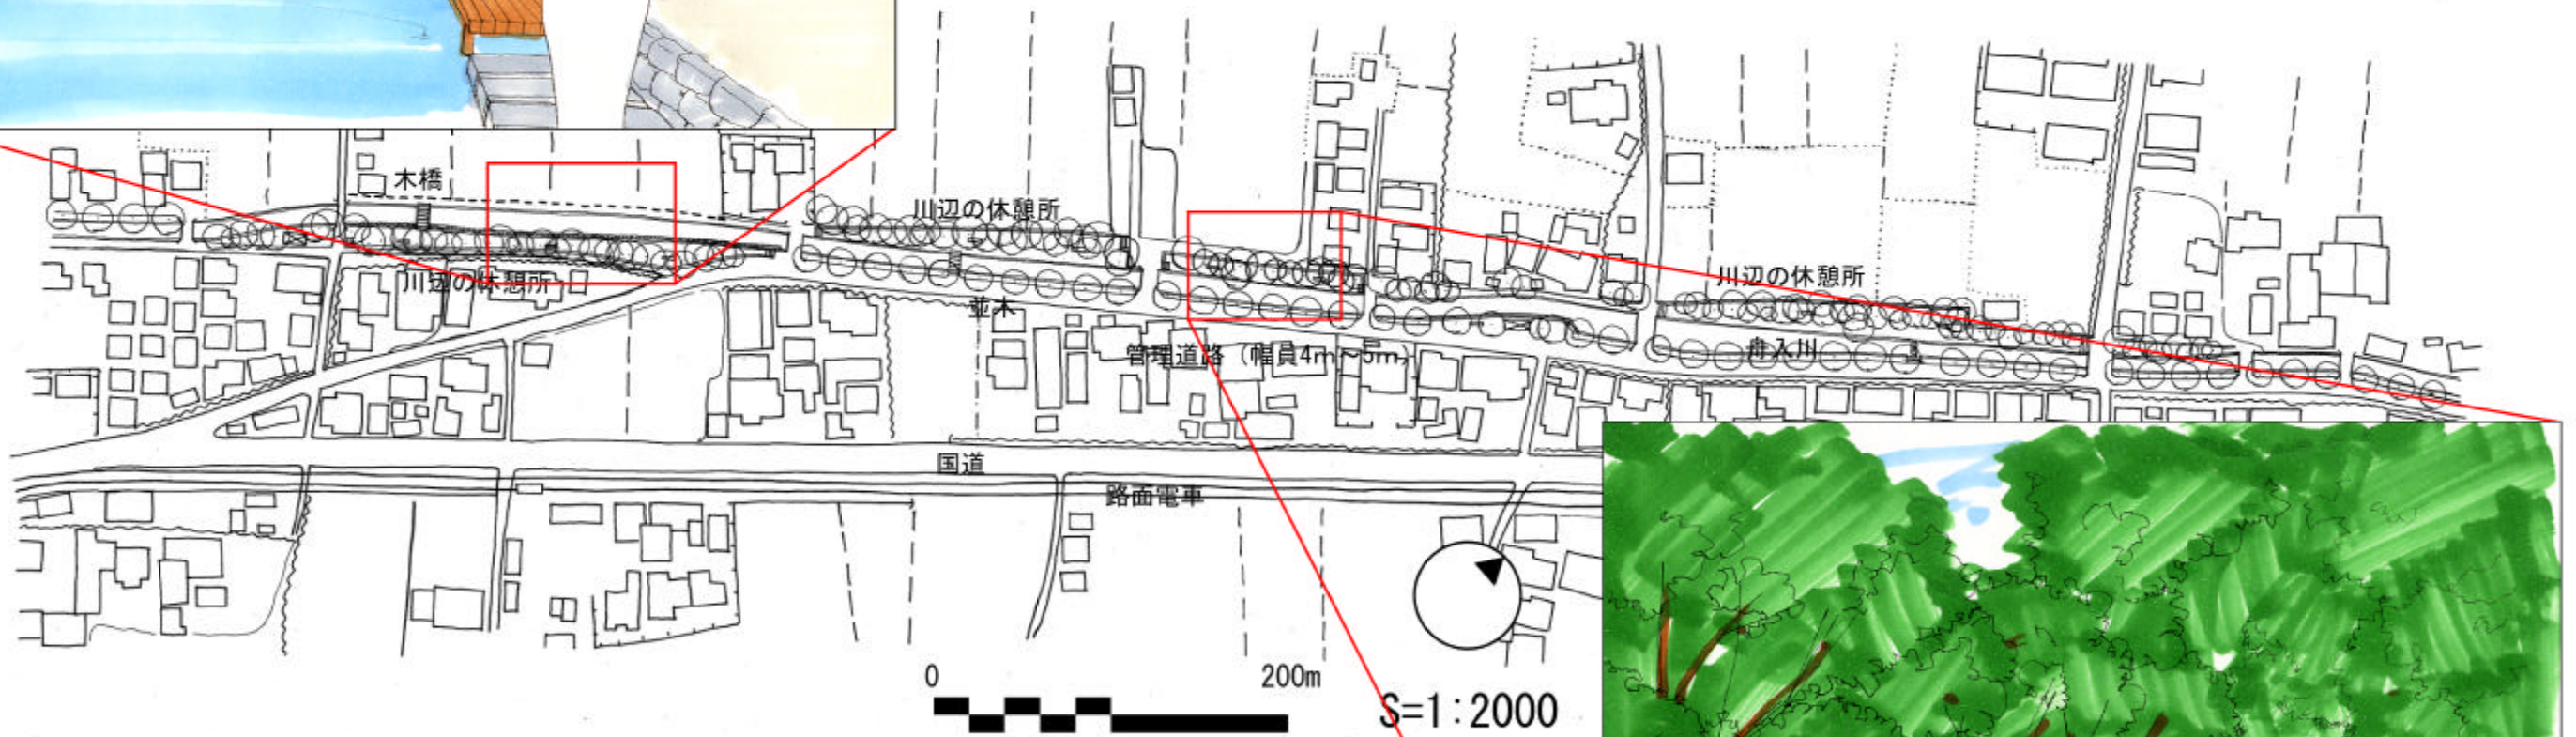 木橋
川辺の休憩所
川辺の休憩所
並木
川辺の休憩所
管理道路（幅員4m～5m）
舟入川
国道
路面電車
0 200m
S=1:2000